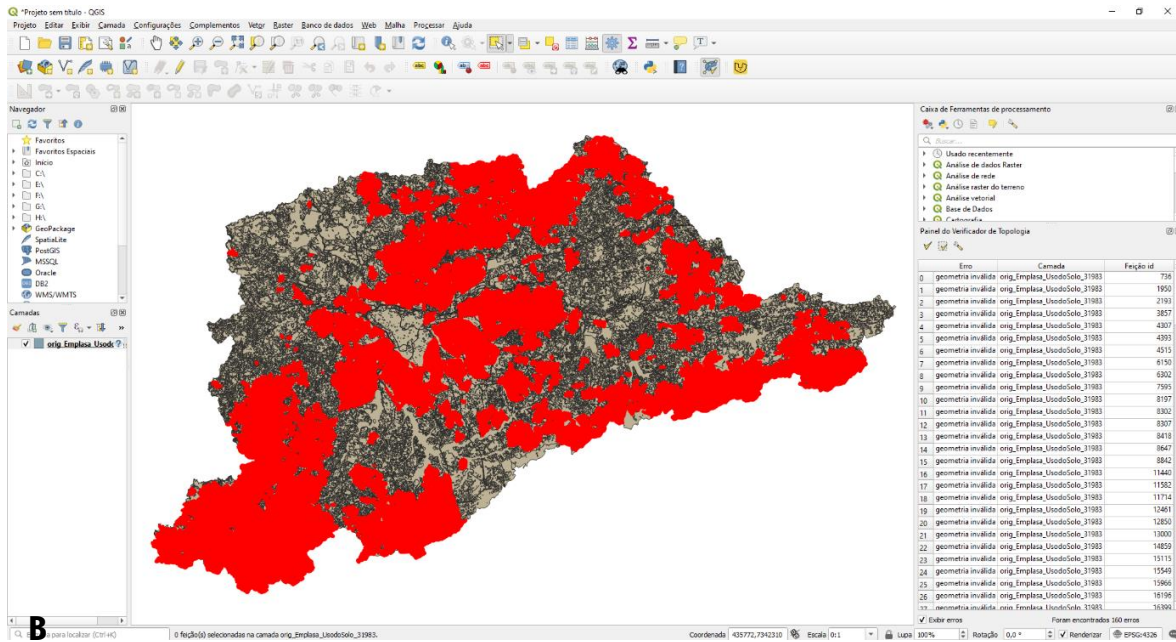 *Projeto sem título - QGIS
Projeto Editar Exibir Camada Configurações Complementos Vetor Raster Banco de dados Web Malha Processar Ajuda
Navegador
Favoritos
Favoritos Espaciais
Início
C:\
E:\
F:\
G:\
H:\
GeoPackage
SpatiaLite
PostGIS
MSSQL
Oracle
DB2
WMS/WMTS
Camadas
orig_Emplasa_Usodo
Caixa de Ferramentas de processamento
Buscar...
Usado recentemente
Análise de dados Raster
Análise de rede
Análise raster do terreno
Análise vetorial
Base de Dados
Cartografia
Painel do Verificador de Topologia
Erro Camada Feição id
0 geometria inválida orig_Emplasa_UsodoSolo_31983 736
1 geometria inválida orig_Emplasa_UsodoSolo_31983 1950
2 geometria inválida orig_Emplasa_UsodoSolo_31983 2193
3 geometria inválida orig_Emplasa_UsodoSolo_31983 3857
4 geometria inválida orig_Emplasa_UsodoSolo_31983 4307
5 geometria inválida orig_Emplasa_UsodoSolo_31983 4393
6 geometria inválida orig_Emplasa_UsodoSolo_31983 4515
7 geometria inválida orig_Emplasa_UsodoSolo_31983 6150
8 geometria inválida orig_Emplasa_UsodoSolo_31983 6302
9 geometria inválida orig_Emplasa_UsodoSolo_31983 7595
10 geometria inválida orig_Emplasa_UsodoSolo_31983 8197
11 geometria inválida orig_Emplasa_UsodoSolo_31983 8302
12 geometria inválida orig_Emplasa_UsodoSolo_31983 8307
13 geometria inválida orig_Emplasa_UsodoSolo_31983 8418
14 geometria inválida orig_Emplasa_UsodoSolo_31983 8647
15 geometria inválida orig_Emplasa_UsodoSolo_31983 8842
16 geometria inválida orig_Emplasa_UsodoSolo_31983 11440
17 geometria inválida orig_Emplasa_UsodoSolo_31983 11582
18 geometria inválida orig_Emplasa_UsodoSolo_31983 11714
19 geometria inválida orig_Emplasa_UsodoSolo_31983 12461
20 geometria inválida orig_Emplasa_UsodoSolo_31983 12850
21 geometria inválida orig_Emplasa_UsodoSolo_31983 13000
22 geometria inválida orig_Emplasa_UsodoSolo_31983 14859
23 geometria inválida orig_Emplasa_UsodoSolo_31983 15115
24 geometria inválida orig_Emplasa_UsodoSolo_31983 15549
25 geometria inválida orig_Emplasa_UsodoSolo_31983 15966
26 geometria inválida orig_Emplasa_UsodoSolo_31983 16196
27 geometria inválida orig_Emplasa_UsodoSolo_31983 16399
Exibir erros Foram encontrados 160 erros
B
para localizar (Ctrl+K) 0 feição(ó) selecionadas na camada orig_Emplasa_UsodoSolo_31983. Coordenada 435772,7342310 Escala 0:1 Lupa 100% Rotação 0,0 ° Renderizar EPSG:4326